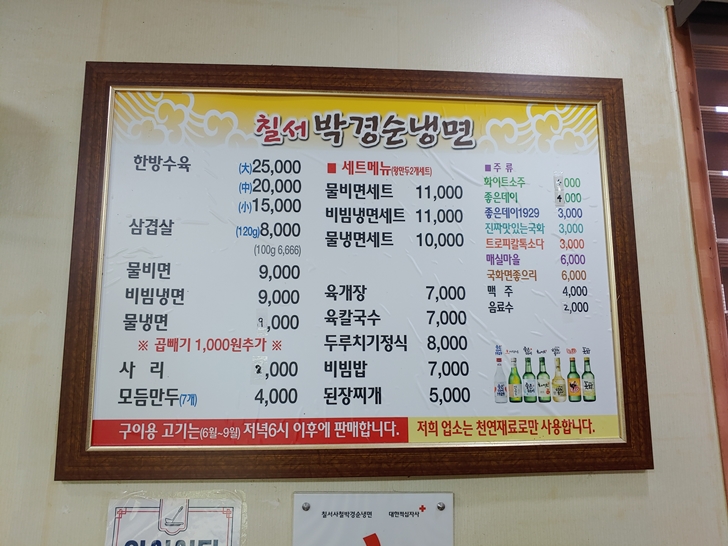 칠서 박경순냉면
한방수육 (大)25,000
(中)20,000
(小)15,000
삼겹살 (120g)8,000
(100g 6,666)
물비면 9,000
비빔냉면 9,000
물냉면 9,000
※ 곱빼기 1,000원추가 ※
사 리 2,000
모듬만두(7개) 4,000
■ 세트메뉴(왕만두2개세트)
물비면세트 11,000
비빔냉면세트 11,000
물냉면세트 10,000
육개장 7,000
육칼국수 7,000
두루치기정식 8,000
비빔밥 7,000
된장찌개 5,000
■ 주 류
화이트소주 ,000
좋은데이 4,000
좋은데이1929 3,000
진짜맛있는국화 3,000
트로피칼톡소다 3,000
매실마을 6,000
국화면좋으리 6,000
맥 주 4,000
음료수 2,000
구이용 고기는(6월~9월) 저녁6시 이후에 판매합니다.
저희 업소는 천연재료로만 사용합니다.
칠서사철박경순냉면 대한적십자사